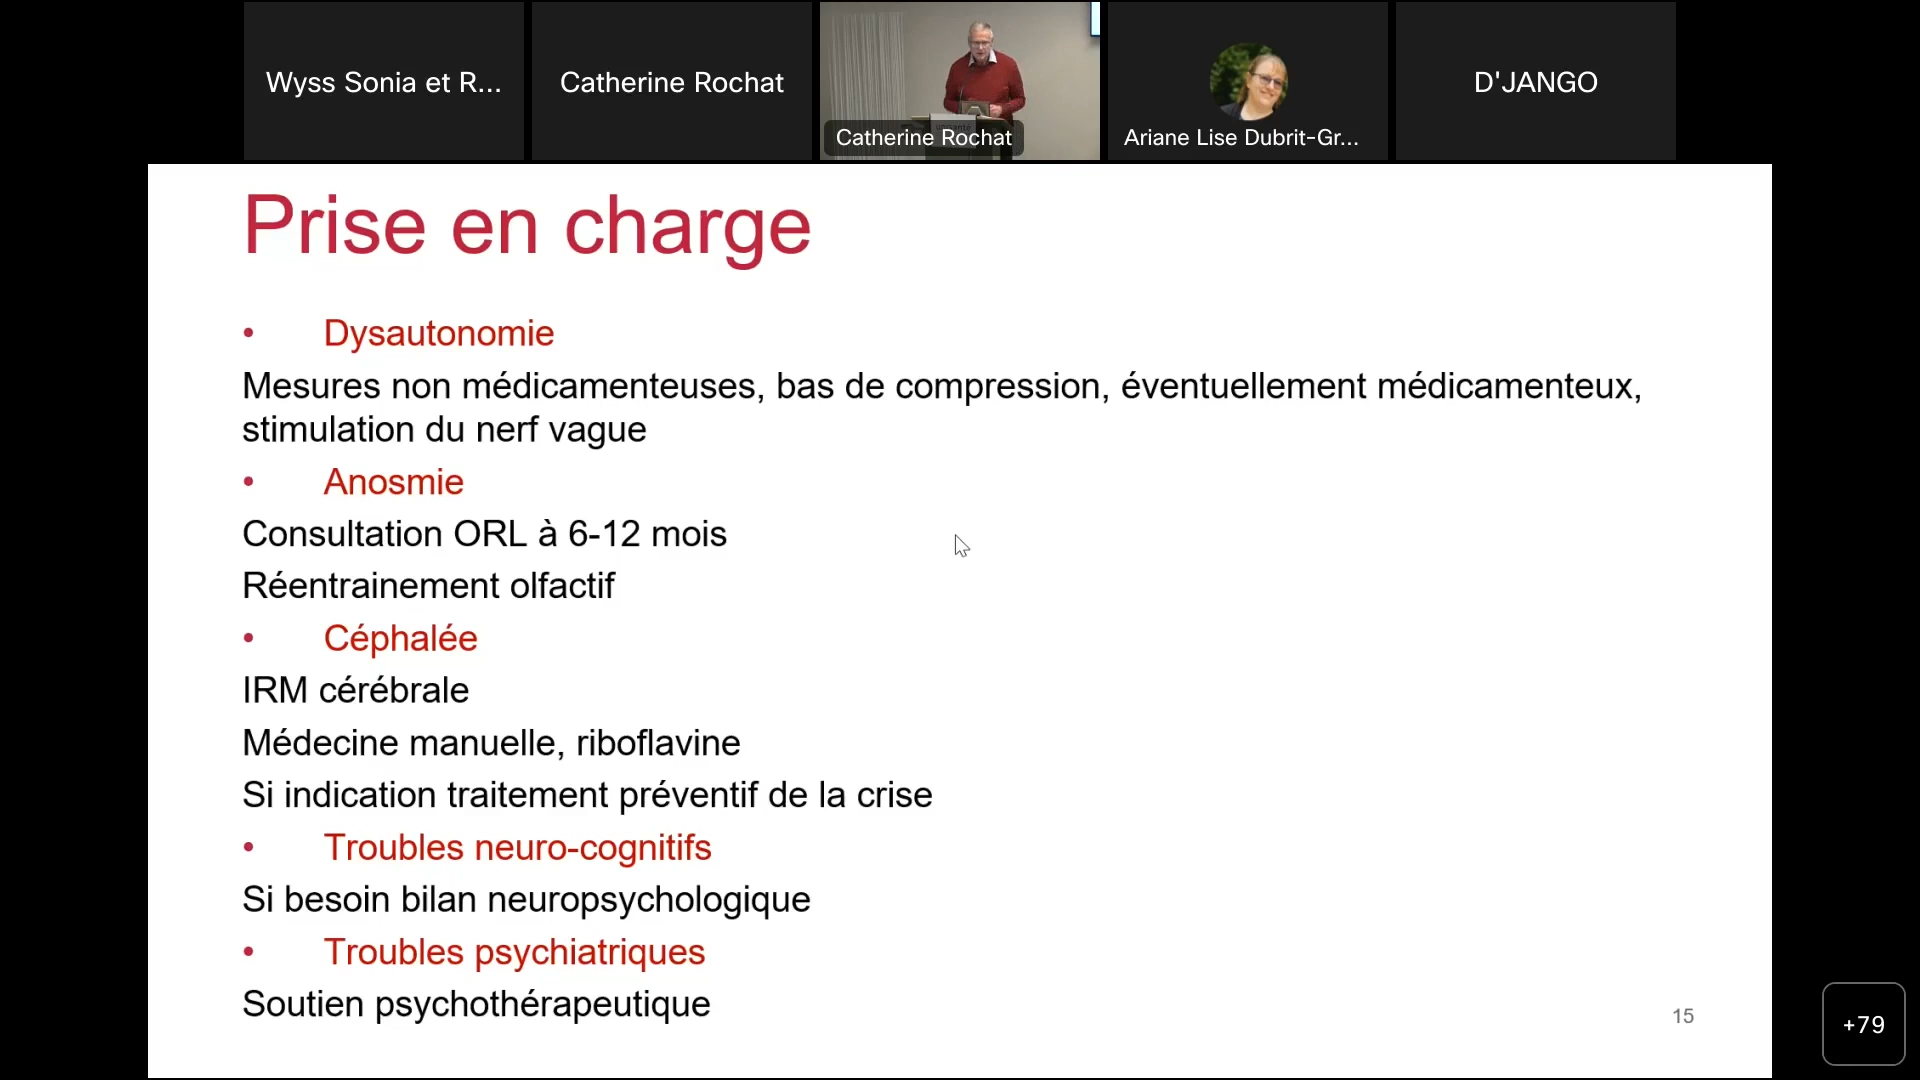 Wyss Sonia et R...
Catherine Rochat
Catherine Rochat
Ariane Lise Dubrit-Gr...
D'JANGO
Prise en charge
• Dysautonomie
Mesures non médicamenteuses, bas de compression, éventuellement médicamenteux,
stimulation du nerf vague
• Anosmie
Consultation ORL à 6-12 mois
Réentrainement olfactif
• Céphalée
IRM cérébrale
Médecine manuelle, riboflavine
Si indication traitement préventif de la crise
• Troubles neuro-cognitifs
Si besoin bilan neuropsychologique
• Troubles psychiatriques
Soutien psychothérapeutique
15
+79